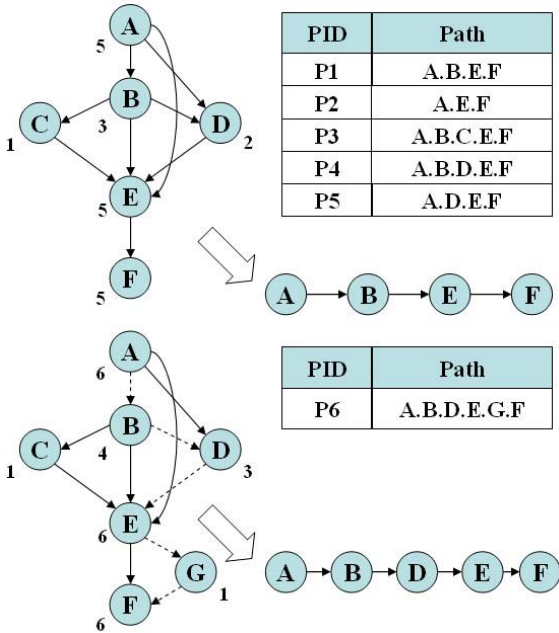 A
5
B
3
C
1
D
2
E
5
F
5
PID Path
P1 A.B.E.F
P2 A.E.F
P3 A.B.C.E.F
P4 A.B.D.E.F
P5 A.D.E.F
A B E F
A
6
B
4
C
1
D
3
E
6
G
1
F
6
PID Path
P6 A.B.D.E.G.F
A B D E F